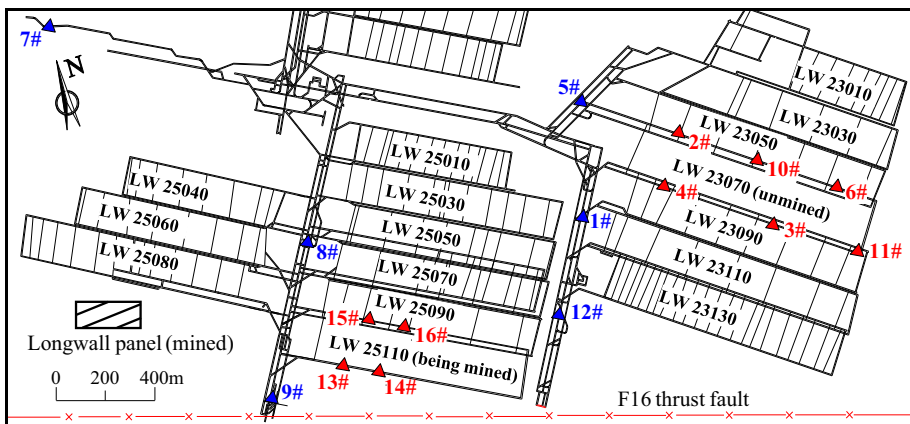 7#
N
5#
LW 23010
LW 23030
LW 23050
2#
10#
6#
LW 25010
LW 25030
LW 25040
LW 25050
LW 25060
LW 25070
LW 25080
LW 25090
4#
LW 23070 (unmined)
1#
3#
LW 23090
11#
8#
LW 23110
12#
LW 23130
15#
16#
LW 25110 (being mined)
13#
14#
9#
Longwall panel (mined)
0 200 400m
F16 thrust fault